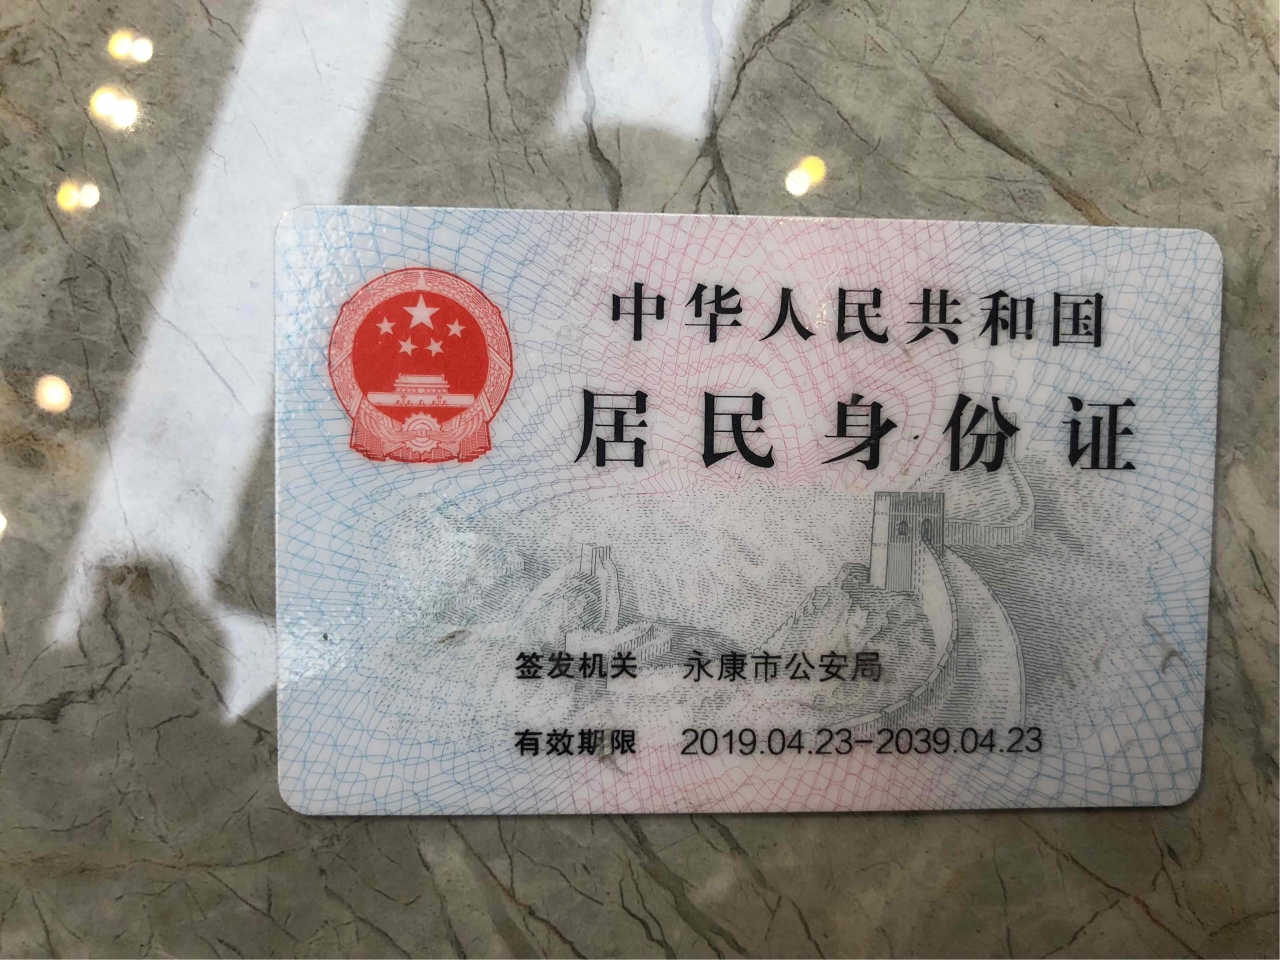 中华人民共和国
居民身份证
签发机关 永康市公安局
有效期限 2019.04.23-2039.04.23